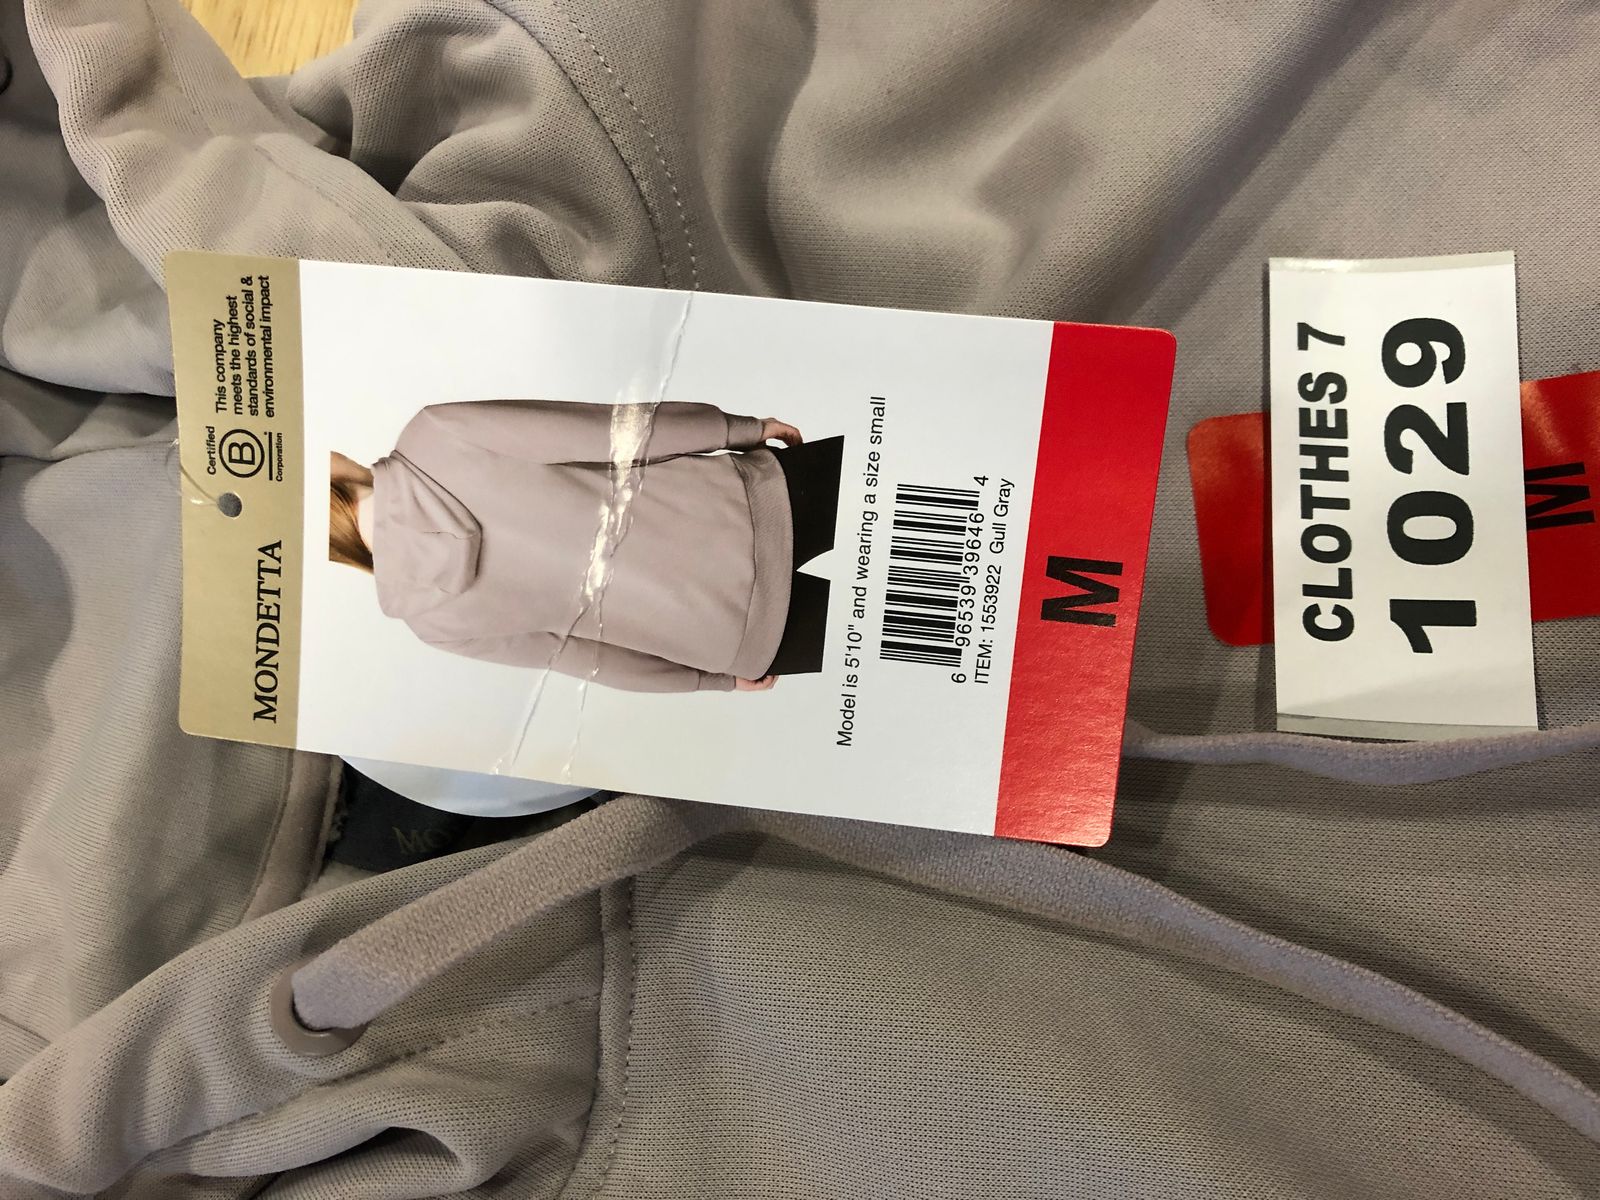 MONDETTA
Certified
B
Corporation
This company
meets the highest
standards of social &
environmental impact
Model is 5'10" and wearing a size small
6 96539 39646 4
ITEM: 1553922 Gull Gray
M
CLOTHES 7
1029
M
MO